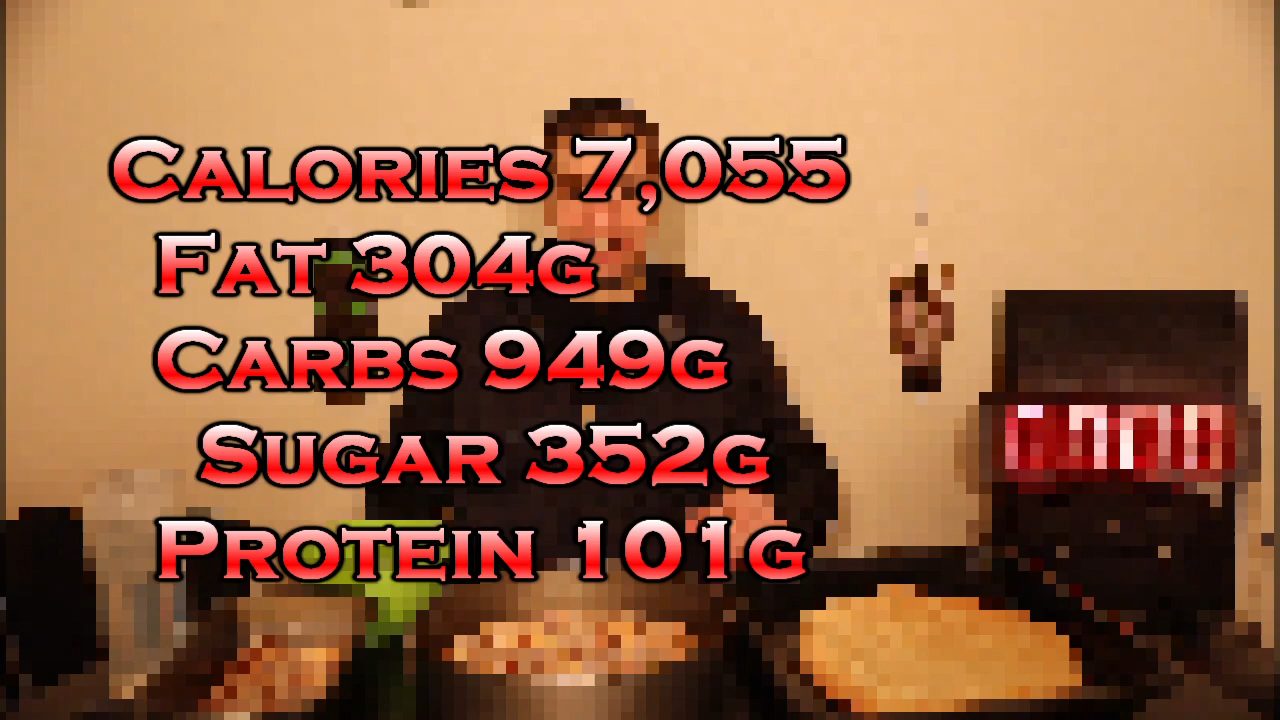 Calories 7,055
Fat 304g
Carbs 949g
Sugar 352g
Protein 101g